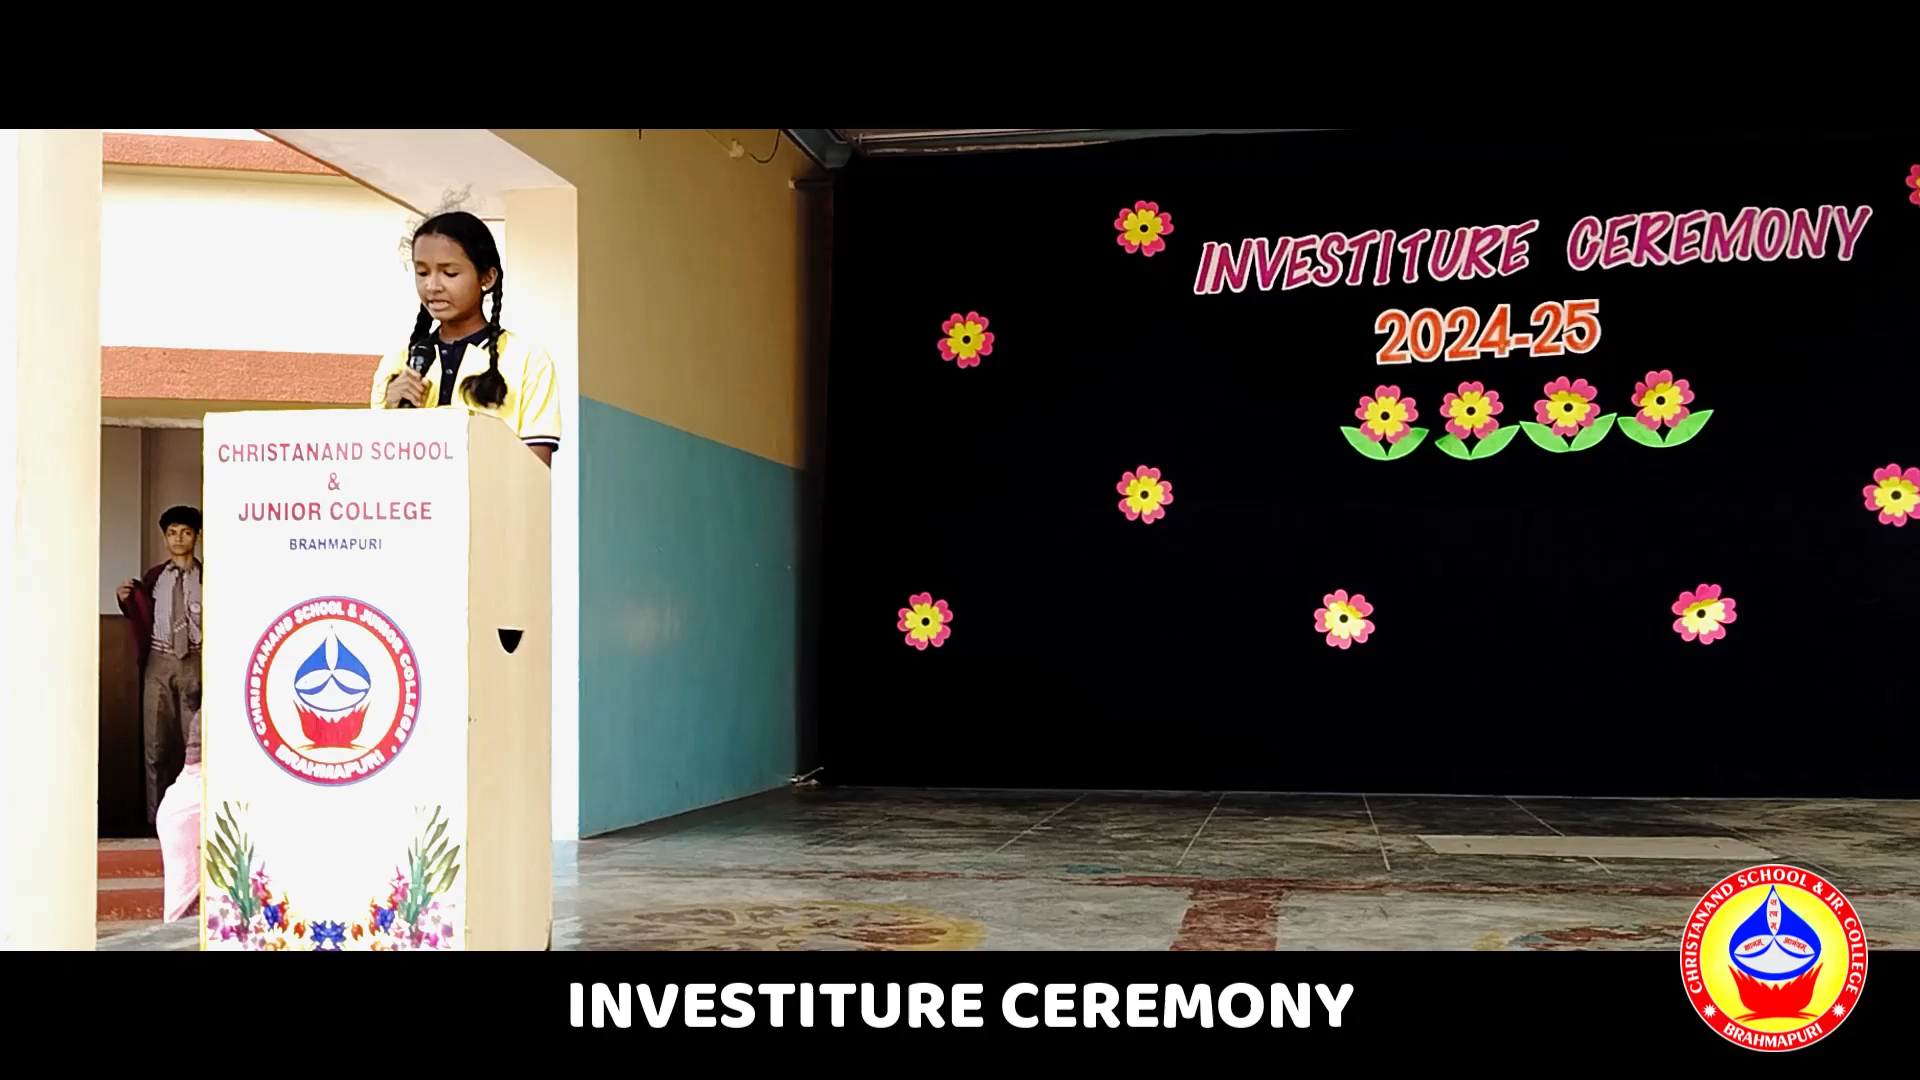 INVESTITURE CEREMONY
2024-25
CHRISTANAND SCHOOL
&
JUNIOR COLLEGE
BRAHMAPURI
CHRISTANAND SCHOOL & JUNIOR COLLEGE
BRAHMAPURI
INVESTITURE CEREMONY
CHRISTANAND SCHOOL & JR. COLLEGE
BRAHMAPURI